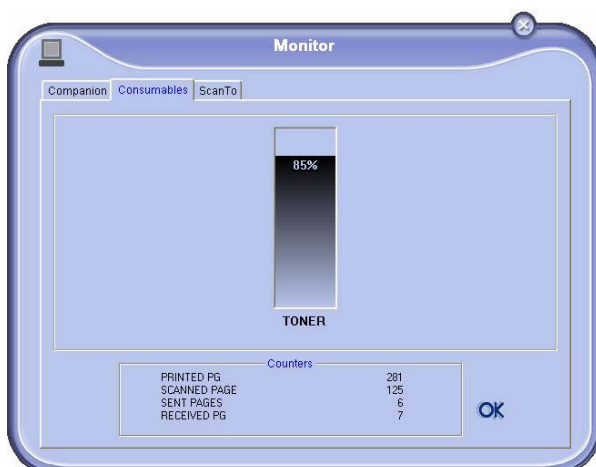 Monitor
Companion Consumables ScanTo
85%
TONER
Counters
PRINTED PG 281
SCANNED PAGE 125
SENT PAGES 6
RECEIVED PG 7
OK